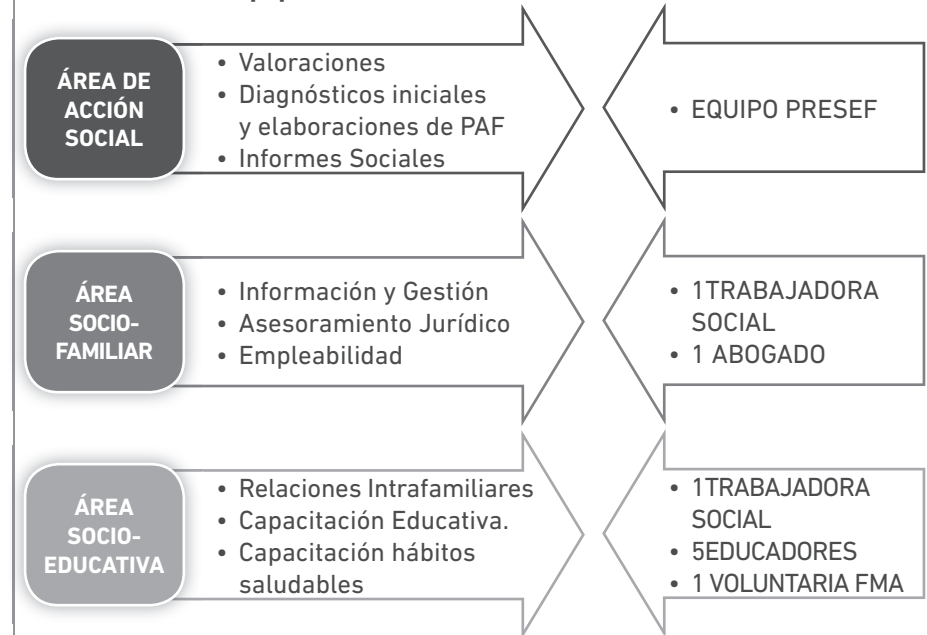 ÁREA DE
ACCIÓN
SOCIAL
• Valoraciones
• Diagnósticos iniciales
y elaboraciones de PAF
• Informes Sociales
• EQUIPO PRESEF
ÁREA
SOCIO-
FAMILIAR
• Información y Gestión
• Asesoramiento Jurídico
• Empleabilidad
• 1TRABAJADORA
SOCIAL
• 1 ABOGADO
ÁREA
SOCIO-
EDUCATIVA
• Relaciones Intrafamiliares
• Capacitación Educativa.
• Capacitación hábitos
saludables
• 1TRABAJADORA
SOCIAL
• 5EDUCADORES
• 1 VOLUNTARIA FMA